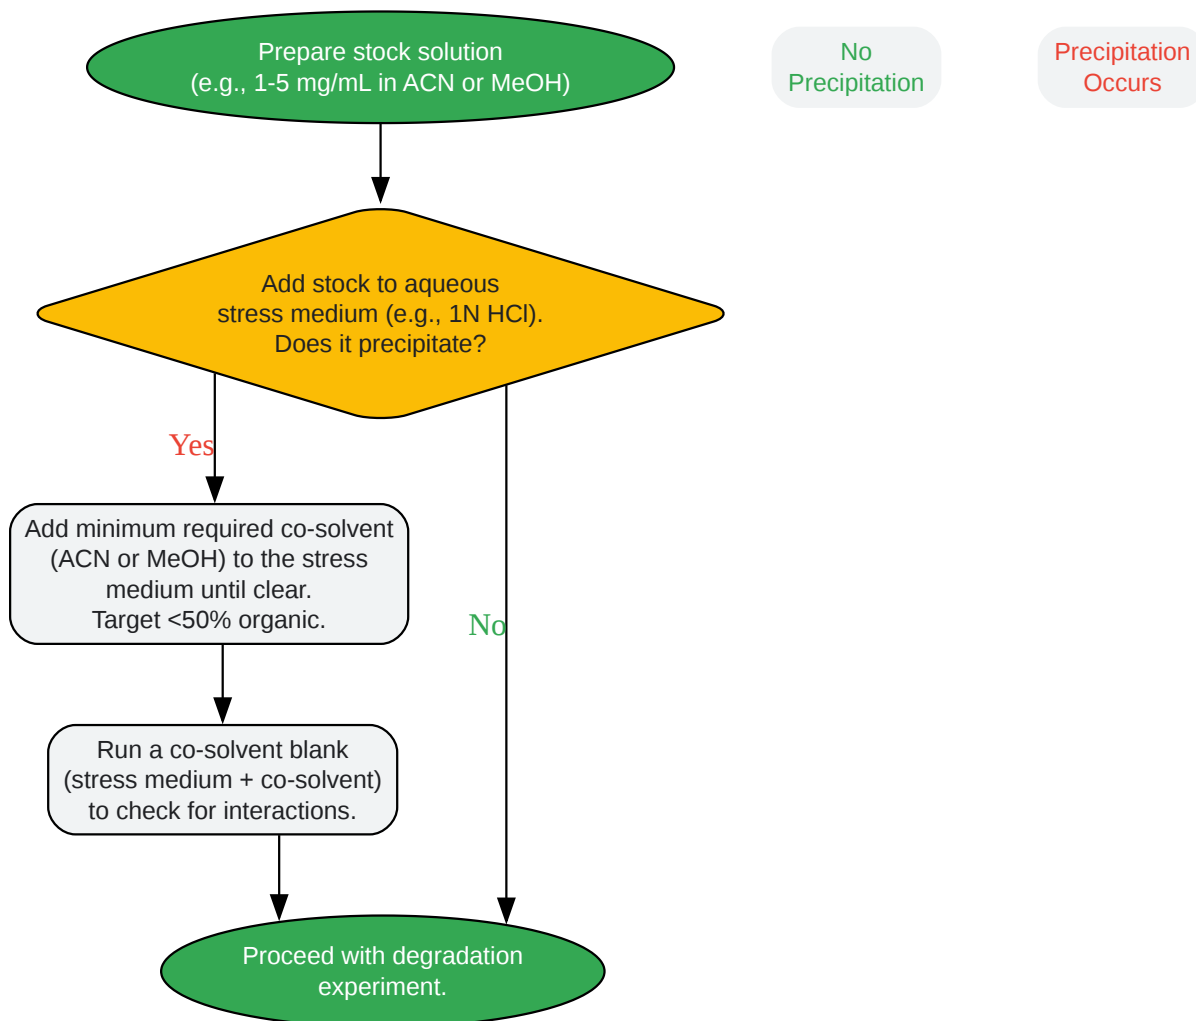 Prepare stock solution
(e.g., 1-5 mg/mL in ACN or MeOH)
No
Precipitation
Precipitation
Occurs
Add stock to aqueous
stress medium (e.g., 1N HCl).
Does it precipitate?
Yes
Add minimum required co-solvent
(ACN or MeOH) to the stress
medium until clear.
Target <50% organic.
No
Run a co-solvent blank
(stress medium + co-solvent)
to check for interactions.
Proceed with degradation
experiment.